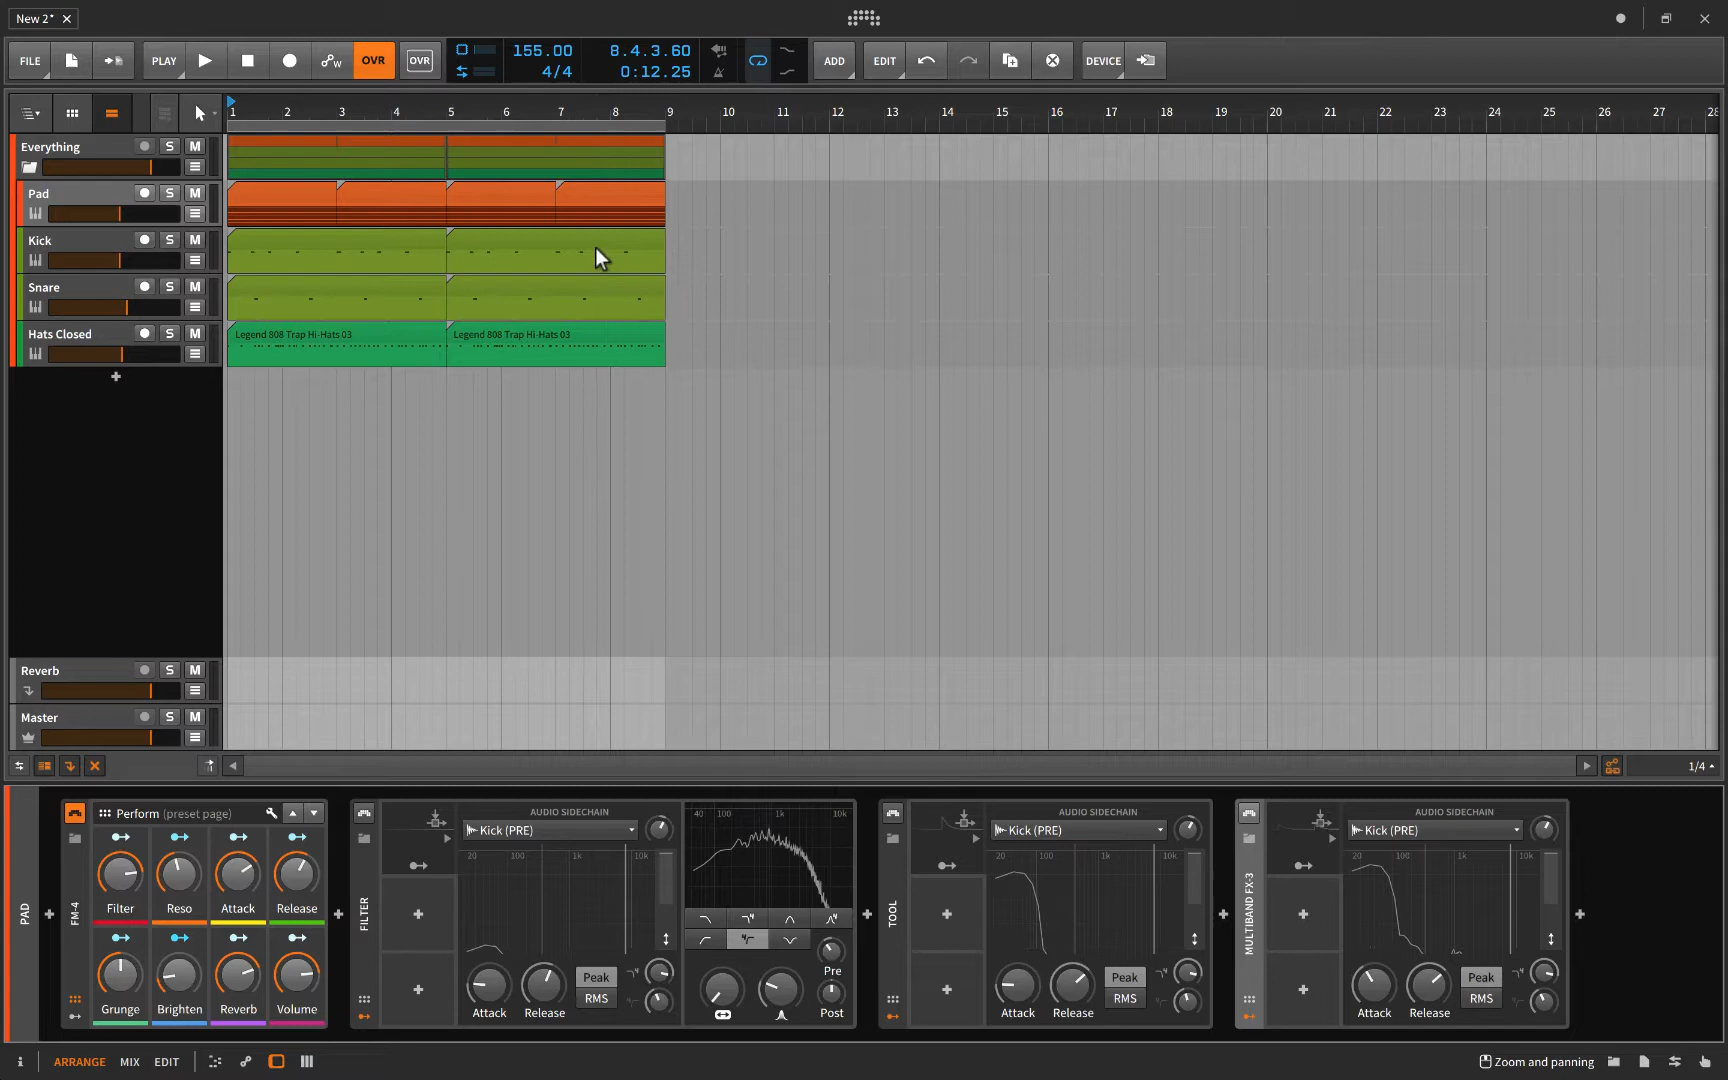 New 2*
FILE
PLAY
OVR
OVR
155.00
4/4
8.4.3.60
0:12.25
ADD
EDIT
DEVICE
1 2 3 4 5 6 7 8 9 10 11 12 13 14 15 16 17 18 19 20 21 22 23 24 25 26 27 28
Everything S M
Pad S M
Kick S M
Snare S M
Hats Closed S M
Legend 808 Trap Hi-Hats 03
Legend 808 Trap Hi-Hats 03
Reverb S M
Master S M
1/4
PAD
FM-4
Perform (preset page)
Filter Reso Attack Release
Grunge Brighten Reverb Volume
FILTER
AUDIO SIDECHAIN
Kick (PRE)
20 100 1k 10k
Attack Release
Peak
RMS
40 100 1k 10k
Pre
Post
TOOL
AUDIO SIDECHAIN
Kick (PRE)
20 100 1k 10k
Attack Release
Peak
RMS
MULTIBAND FX-3
AUDIO SIDECHAIN
Kick (PRE)
20 100 1k 10k
Attack Release
Peak
RMS
ARRANGE MIX EDIT
Zoom and panning